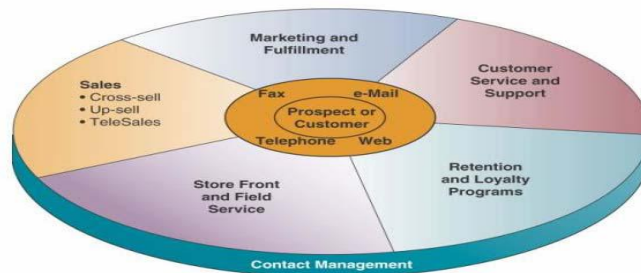 Marketing and
Fulfillment
Customer
Service and
Support
Sales
• Cross-sell
• Up-sell
• TeleSales
Fax e-Mail
Prospect or
Customer
Telephone Web
Retention
and Loyalty
Programs
Store Front
and Field
Service
Contact Management